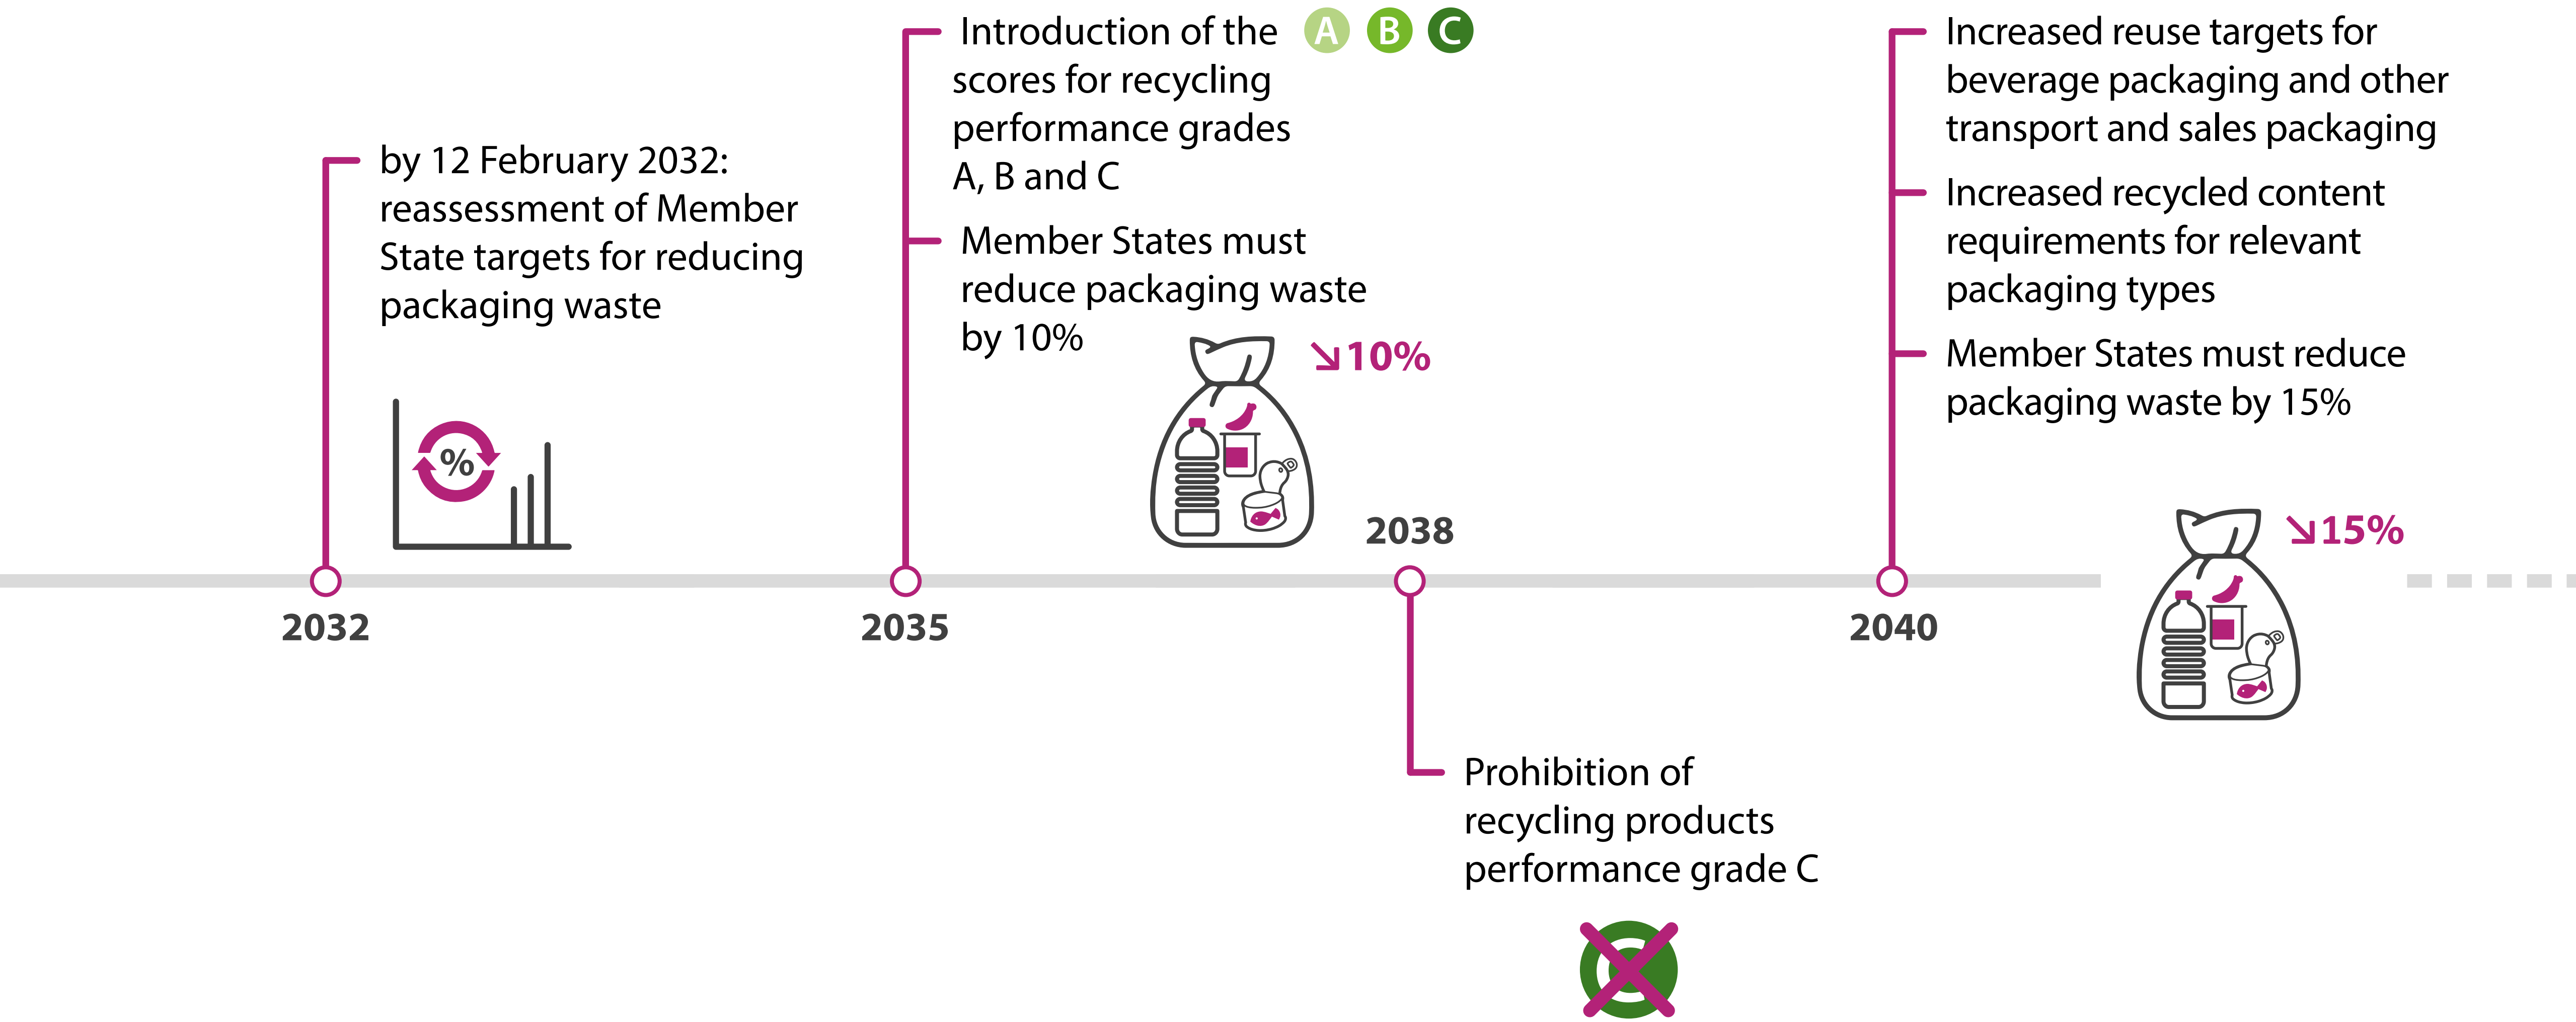 by 12 February 2032:
reassessment of Member
State targets for reducing
packaging waste
%
2032
Introduction of the A B C
scores for recycling
performance grades
A, B and C
Member States must
reduce packaging waste
by 10%
↘10%
2035
2038
Prohibition of
recycling products
performance grade C
C
Increased reuse targets for
beverage packaging and other
transport and sales packaging
Increased recycled content
requirements for relevant
packaging types
Member States must reduce
packaging waste by 15%
↘15%
2040